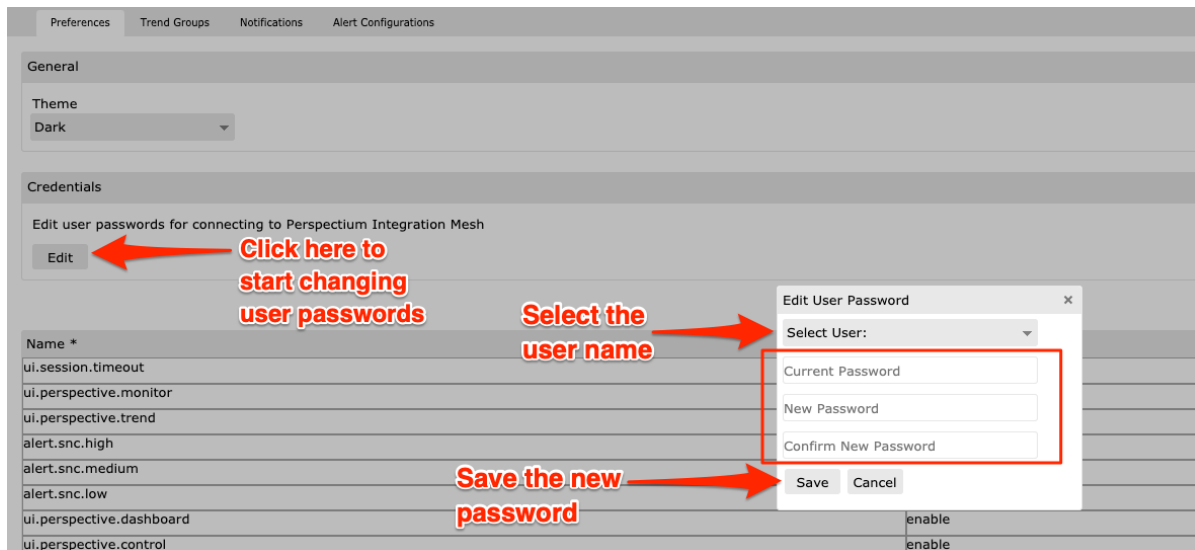 Preferences
Trend Groups
Notifications
Alert Configurations
General
Theme
Dark
Credentials
Edit user passwords for connecting to Perspectium Integration Mesh
Edit
Click here to
start changing
user passwords
Edit User Password
×
Select the
user name
Select User:
Current Password
New Password
Confirm New Password
Save the new
password
Save
Cancel
Name *
ui.session.timeout
ui.perspective.monitor
ui.perspective.trend
alert.snc.high
alert.snc.medium
alert.snc.low
ui.perspective.dashboard
enable
ui.perspective.control
enable